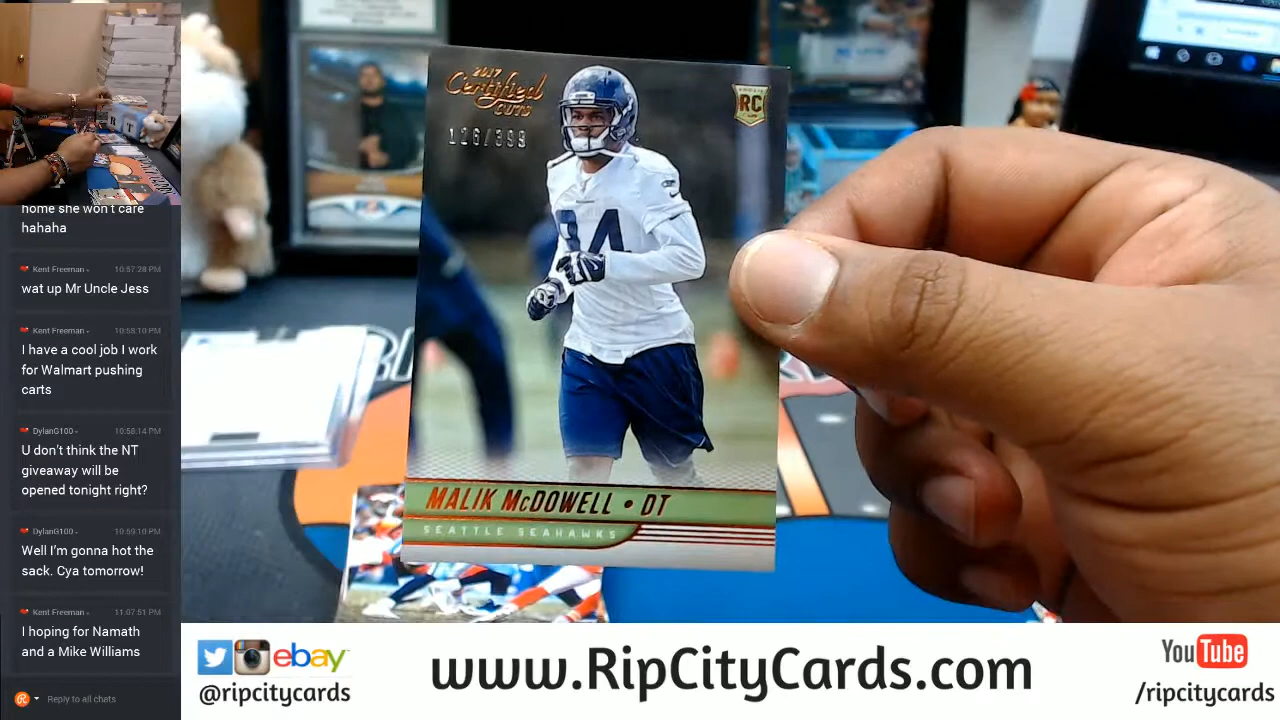 home she won't care
hahaha
Kent Freeman - 10:57:28 PM
wat up Mr Uncle Jess
Kent Freeman - 10:58:10 PM
I have a cool job I work
for Walmart pushing
carts
DylanG100 - 10:58:14 PM
U don't think the NT
giveaway will be
opened tonight right?
DylanG100 - 10:59:10 PM
Well I'm gonna hot the
sack. Cya tomorrow!
Kent Freeman - 11:07:51 PM
I hoping for Namath
and a Mike Williams
Reply to all chats
2017
Certified
CUTS
126/399
RC
94
MALIK McDOWELL • DT
SEATTLE SEAHAWKS
ebay
@ripcitycards
www.RipCityCards.com
YouTube
/ripcitycards